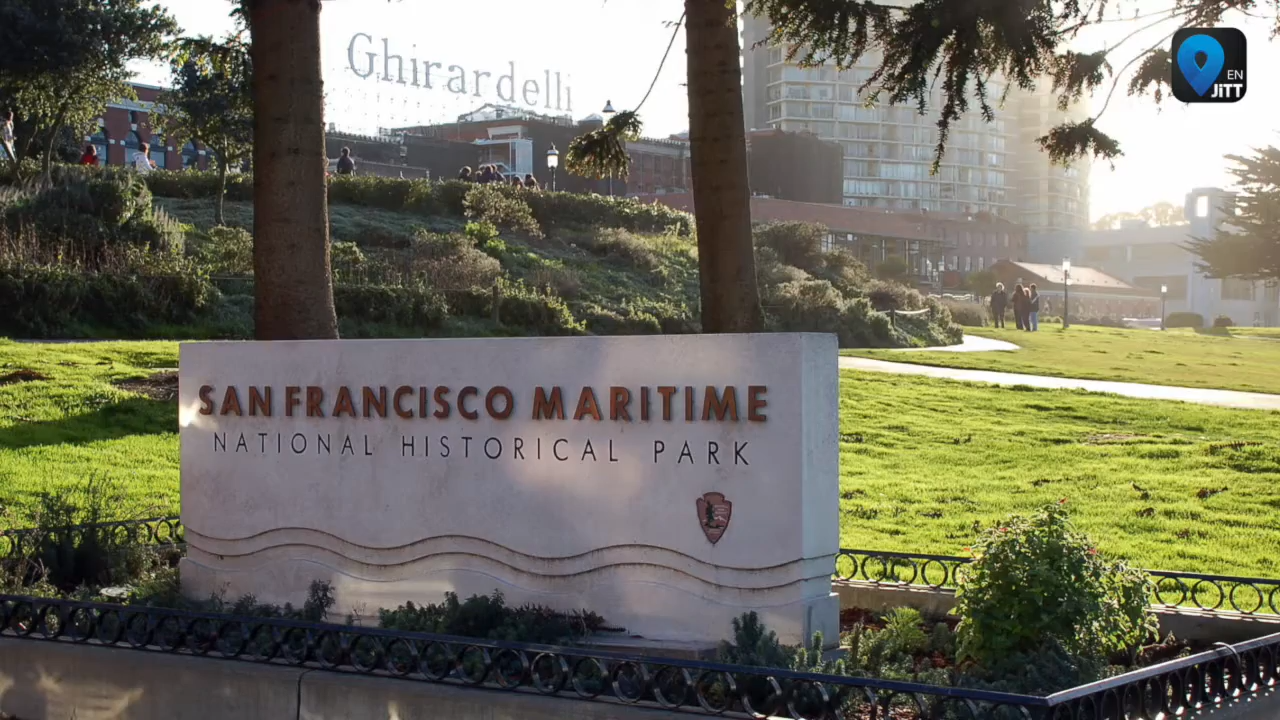 Ghirardelli
EN
JiTT
SAN FRANCISCO MARITIME
NATIONAL HISTORICAL PARK